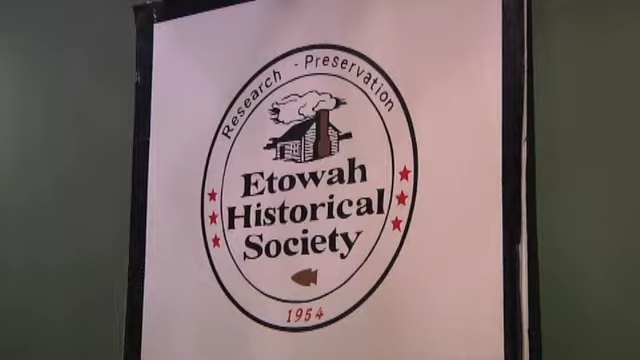 Research - Preservation
Etowah
Historical
Society
1954